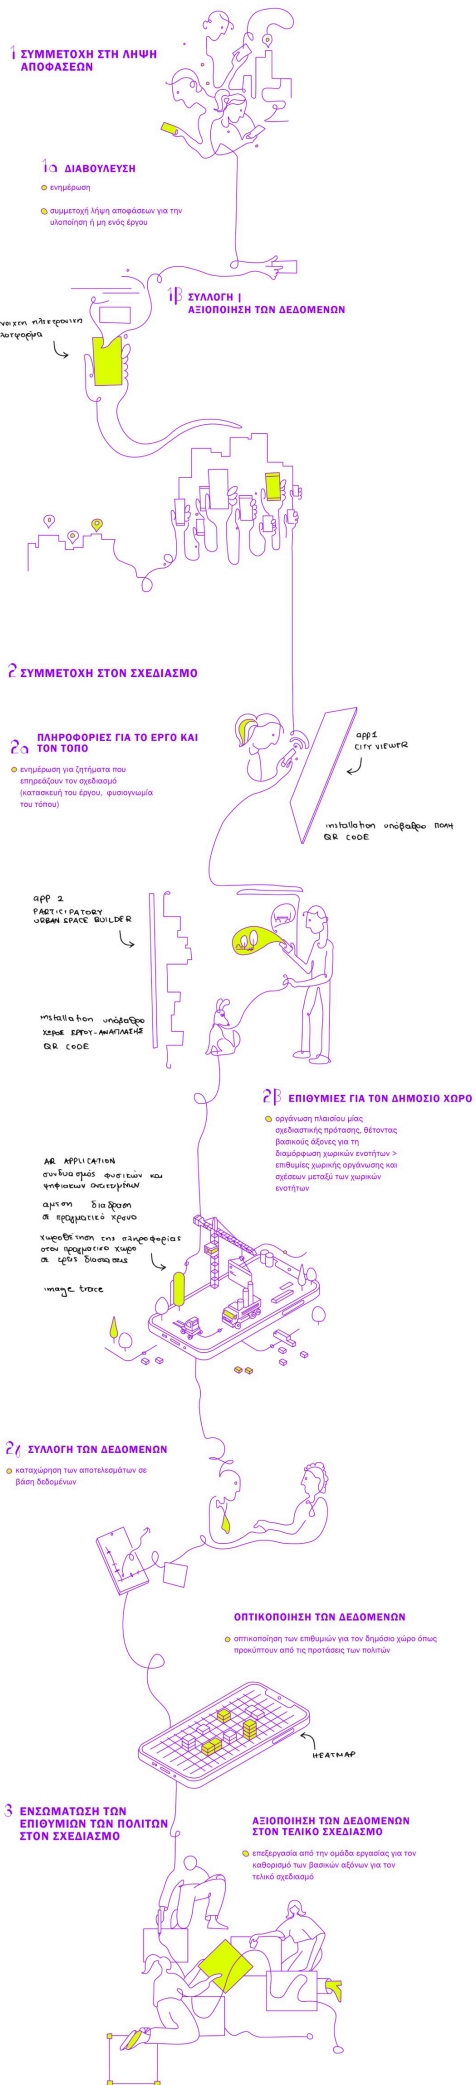 1 ΣΥΜΜΕΤΟΧΗ ΣΤΗ ΛΗΨΗ
ΑΠΟΦΑΣΕΩΝ
1α ΔΙΑΒΟΥΛΕΥΣΗ
ενημέρωση
συμμετοχή λήψη αποφάσεων για την
υλοποίηση ή μη ενός έργου
1β ΣΥΛΛΟΓΗ |
ΑΞΙΟΠΟΙΗΣΗ ΤΩΝ ΔΕΔΟΜΕΝΩΝ
ηλεκτρονική
2 ΣΥΜΜΕΤΟΧΗ ΣΤΟΝ ΣΧΕΔΙΑΣΜΟ
2α ΠΛΗΡΟΦΟΡΙΕΣ ΓΙΑ ΤΟ ΕΡΓΟ ΚΑΙ
ΤΟΝ ΤΟΠΟ
ενημέρωση για ζητήματα που
επηρεάζουν τον σχεδιασμό
(κατασκευή του έργου, φυσιογνωμία
του τόπου)
app1
CITY VIEWER
installation υπόβαθρο ΠΟΛΗ
QR CODE
app 2
PARTICIPATORY
URBAN SPACE BUILDER
installation υπόβαθρο
ΧΩΡΟΣ ΕΡΓΟΥ-ΑΝΑΠΛΑΣΗΣ
QR CODE
2β ΕΠΙΘΥΜΙΕΣ ΓΙΑ ΤΟΝ ΔΗΜΟΣΙΟ ΧΩΡΟ
οργάνωση πλαισίου μίας
σχεδιαστικής πρότασης, θέτοντας
βασικούς άξονες για τη
διαμόρφωση χωρικών ενοτήτων >
επιθυμίες χωρικής οργάνωσης και
σχέσεων μεταξύ των χωρικών
ενοτήτων
AR APPLICATION
συνδυασμός φυσικών και
ψηφιακών αντικειμένων
άμεση διάδραση
σε πραγματικό χρόνο
χωροθέτηση της πληροφορίας
στον πραγματικό χώρο
σε τρεις διαστάσεις
image trace
2γ ΣΥΛΛΟΓΗ ΤΩΝ ΔΕΔΟΜΕΝΩΝ
καταχώρηση των αποτελεσμάτων σε
βάση δεδομένων
ΟΠΤΙΚΟΠΟΙΗΣΗ ΤΩΝ ΔΕΔΟΜΕΝΩΝ
οπτικοποίηση των επιθυμιών για τον δημόσιο χώρο όπως
προκύπτουν από τις προτάσεις των πολιτών
HEATMAP
3 ΕΝΣΩΜΑΤΩΣΗ ΤΩΝ
ΕΠΙΘΥΜΙΩΝ ΤΩΝ ΠΟΛΙΤΩΝ
ΣΤΟΝ ΣΧΕΔΙΑΣΜΟ
ΑΞΙΟΠΟΙΗΣΗ ΤΩΝ ΔΕΔΟΜΕΝΩΝ
ΣΤΟΝ ΤΕΛΙΚΟ ΣΧΕΔΙΑΣΜΟ
επεξεργασία από την ομάδα εργασίας για τον
καθορισμό των βασικών αξόνων για τον
τελικό σχεδιασμό